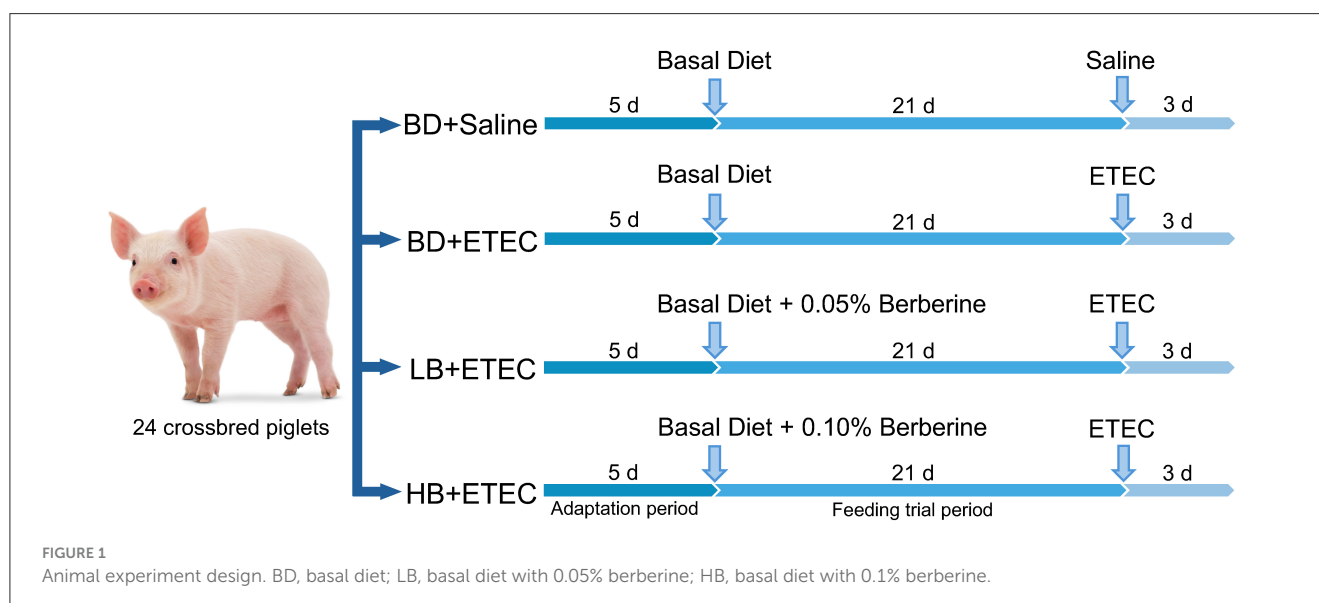 Basal Diet
Saline
BD+Saline
5 d
21 d
3 d
Basal Diet
ETEC
BD+ETEC
5 d
21 d
3 d
Basal Diet + 0.05% Berberine
ETEC
LB+ETEC
5 d
21 d
3 d
24 crossbred piglets
Basal Diet + 0.10% Berberine
ETEC
HB+ETEC
5 d
21 d
3 d
Adaptation period
Feeding trial period
FIGURE 1
Animal experiment design. BD, basal diet; LB, basal diet with 0.05% berberine; HB, basal diet with 0.1% berberine.